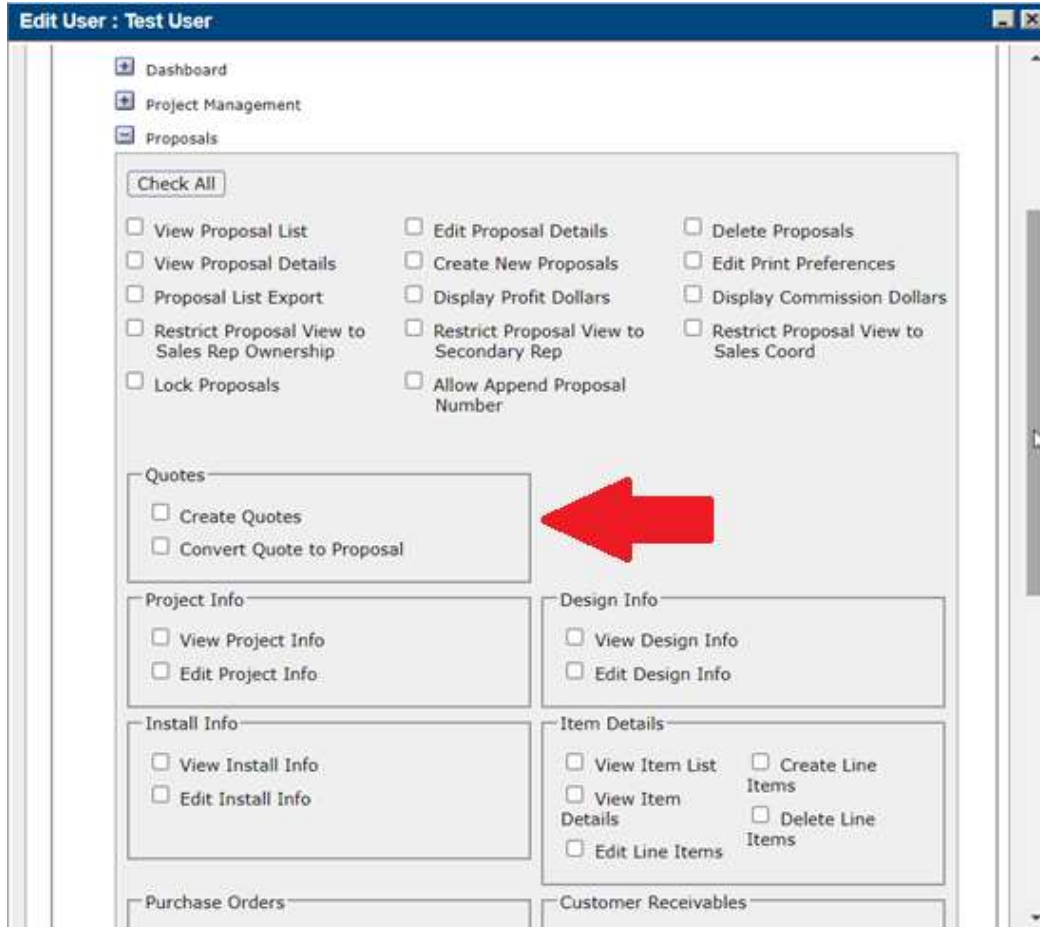 Edit User : Test User
Dashboard
Project Management
Proposals
Check All
View Proposal List
Edit Proposal Details
Delete Proposals
View Proposal Details
Create New Proposals
Edit Print Preferences
Proposal List Export
Display Profit Dollars
Display Commission Dollars
Restrict Proposal View to
Sales Rep Ownership
Restrict Proposal View to
Secondary Rep
Restrict Proposal View to
Sales Coord
Lock Proposals
Allow Append Proposal
Number
Quotes
Create Quotes
Convert Quote to Proposal
Project Info
View Project Info
Edit Project Info
Design Info
View Design Info
Edit Design Info
Install Info
View Install Info
Edit Install Info
Item Details
View Item List
View Item
Details
Edit Line Items
Create Line
Items
Delete Line
Items
Purchase Orders
Customer Receivables